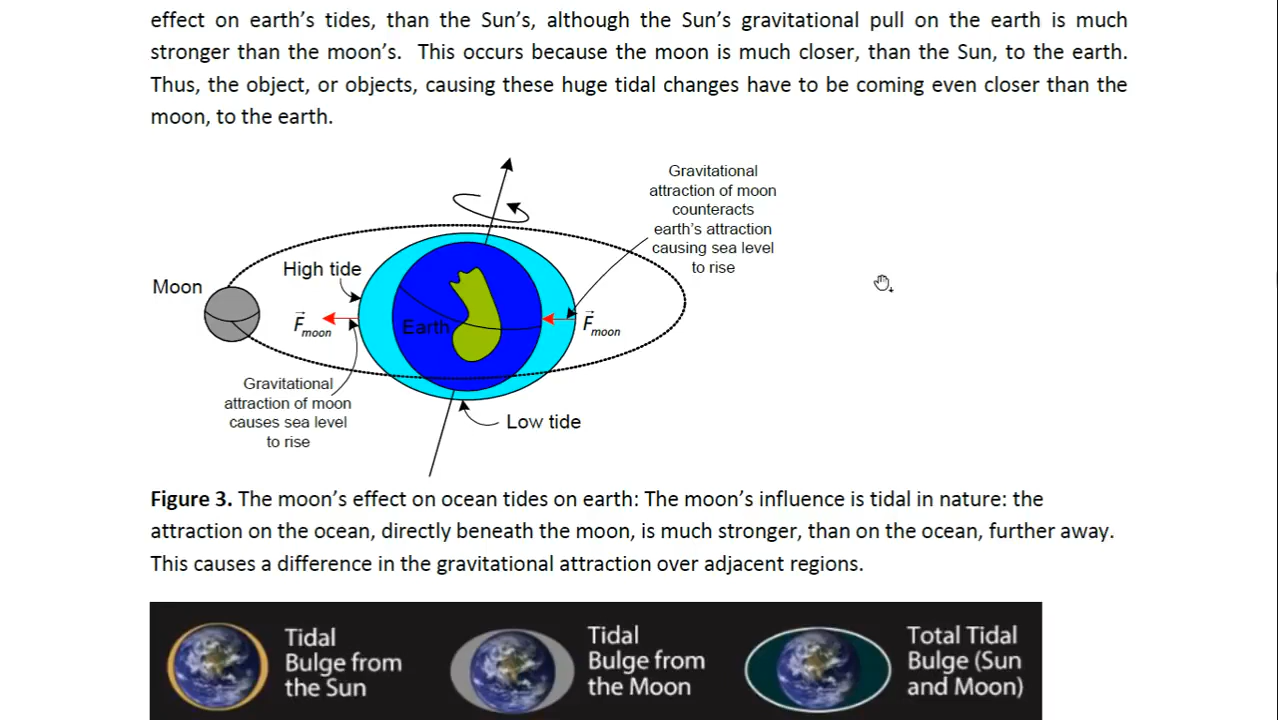 effect on earth's tides, than the Sun's, although the Sun's gravitational pull on the earth is much
stronger than the moon's.  This occurs because the moon is much closer, than the Sun, to the earth.
Thus, the object, or objects, causing these huge tidal changes have to be coming even closer than the
moon, to the earth.
Gravitational
attraction of moon
counteracts
earth's attraction
causing sea level
to rise
High tide
Moon
F moon
Earth
F moon
Gravitational
attraction of moon
causes sea level
to rise
Low tide
Figure 3. The moon's effect on ocean tides on earth: The moon's influence is tidal in nature: the
attraction on the ocean, directly beneath the moon, is much stronger, than on the ocean, further away.
This causes a difference in the gravitational attraction over adjacent regions.
Tidal
Bulge from
the Sun
Tidal
Bulge from
the Moon
Total Tidal
Bulge (Sun
and Moon)